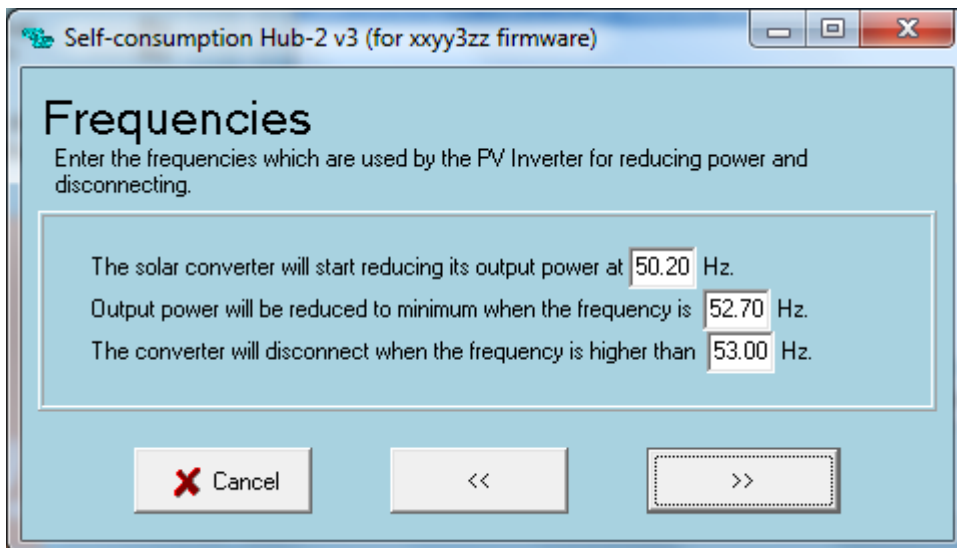 Self-consumption Hub-2 v3 (for xxyy3zz firmware)
Frequencies
Enter the frequencies which are used by the PV Inverter for reducing power and
disconnecting.
The solar converter will start reducing its output power at 50.20 Hz.
Output power will be reduced to minimum when the frequency is 52.70 Hz.
The converter will disconnect when the frequency is higher than 53.00 Hz.
Cancel << >>